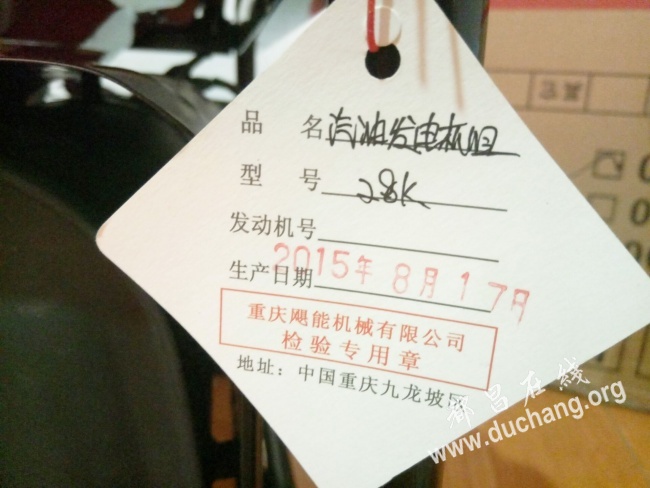 品 名 汽油发电机组
型 号 28K
发动机号
生产日期 2015年 8月 17日
重庆飓能机械有限公司
检验专用章
地址：中国重庆九龙坡区
其它
都昌在线
www.duchang.org